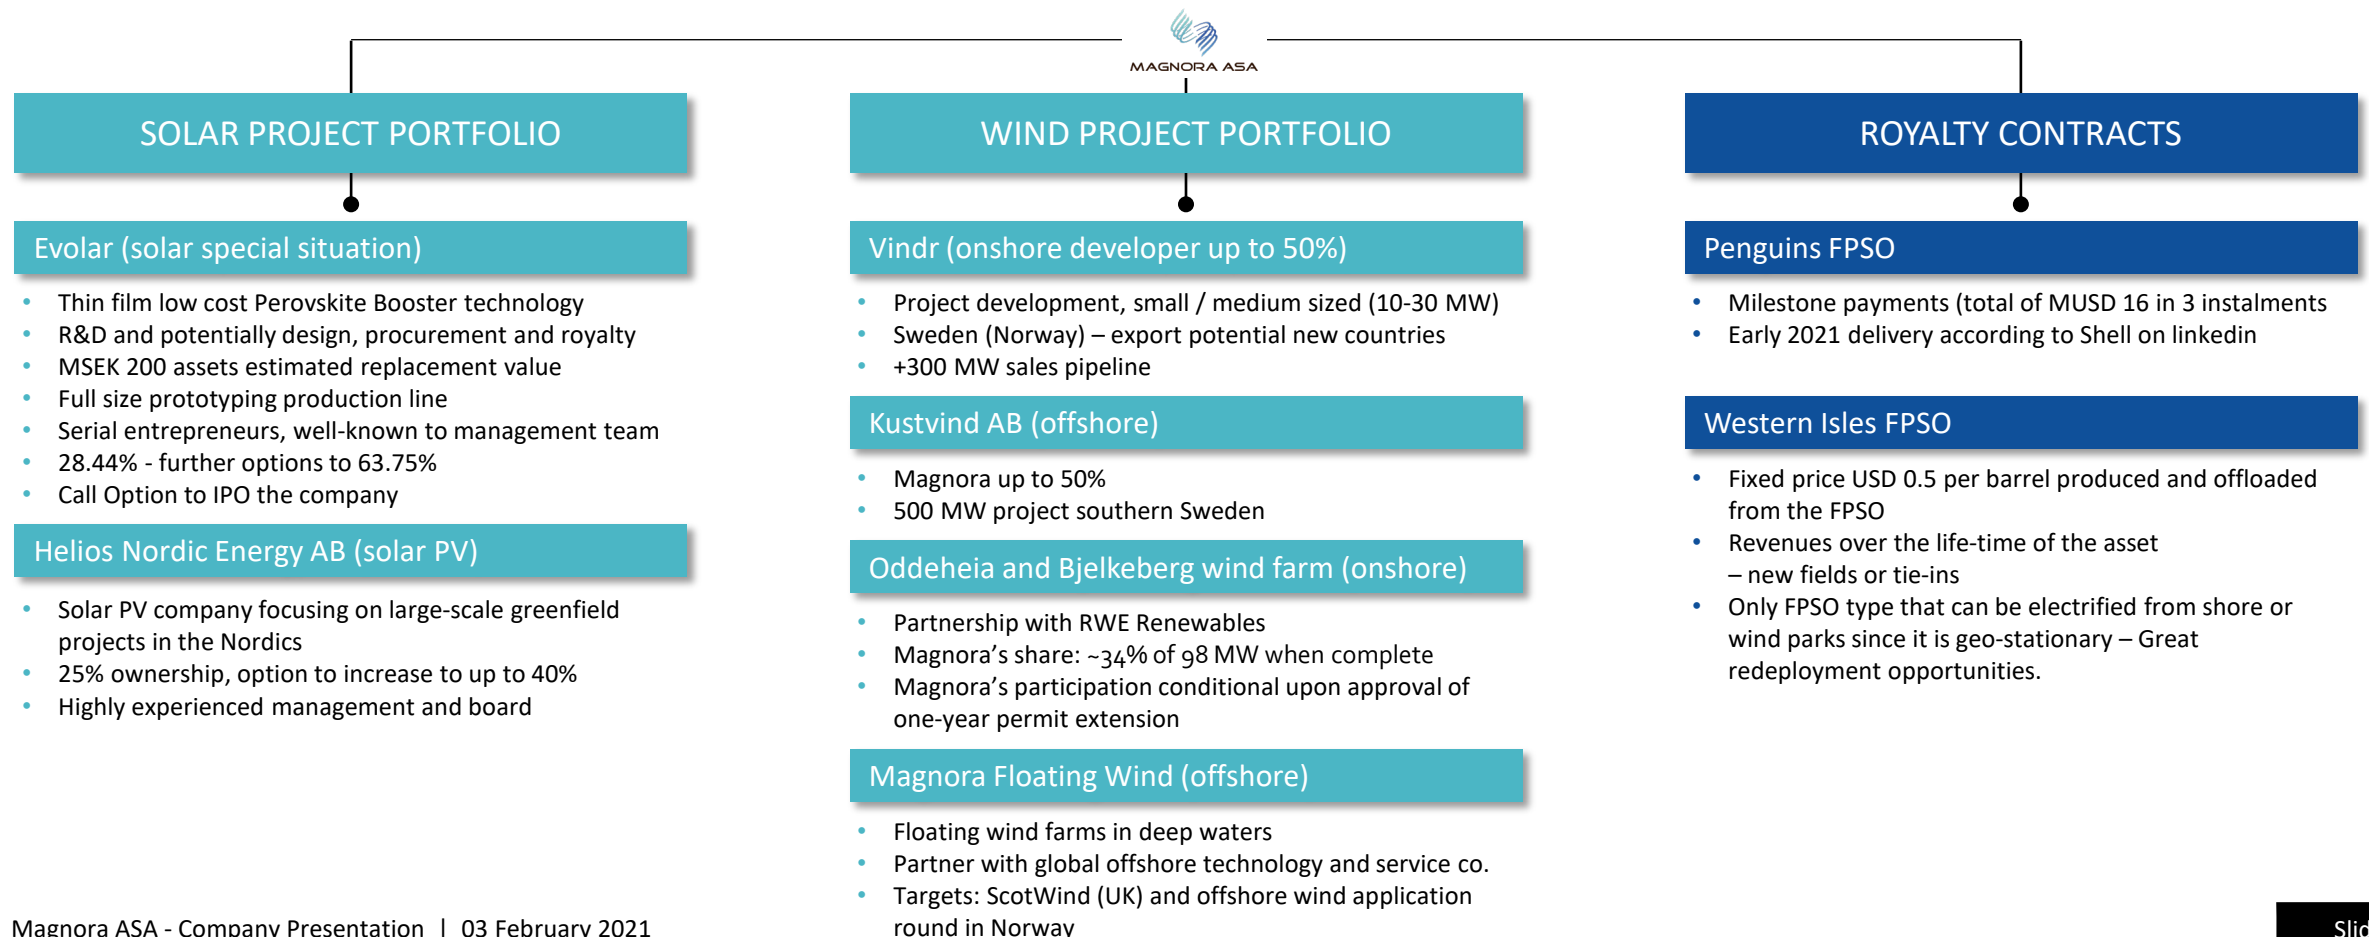 MAGNORA ASA
SOLAR PROJECT PORTFOLIO
Evolar (solar special situation)
• Thin film low cost Perovskite Booster technology
• R&D and potentially design, procurement and royalty
• MSEK 200 assets estimated replacement value
• Full size prototyping production line
• Serial entrepreneurs, well-known to management team
• 28.44% - further options to 63.75%
• Call Option to IPO the company
Helios Nordic Energy AB (solar PV)
• Solar PV company focusing on large-scale greenfield
projects in the Nordics
• 25% ownership, option to increase to up to 40%
• Highly experienced management and board
WIND PROJECT PORTFOLIO
Vindr (onshore developer up to 50%)
• Project development, small / medium sized (10-30 MW)
• Sweden (Norway) – export potential new countries
• +300 MW sales pipeline
Kustvind AB (offshore)
• Magnora up to 50%
• 500 MW project southern Sweden
Oddeheia and Bjelkeberg wind farm (onshore)
• Partnership with RWE Renewables
• Magnora's share: ~34% of 98 MW when complete
• Magnora's participation conditional upon approval of
one-year permit extension
Magnora Floating Wind (offshore)
• Floating wind farms in deep waters
• Partner with global offshore technology and service co.
• Targets: ScotWind (UK) and offshore wind application
round in Norway
ROYALTY CONTRACTS
Penguins FPSO
• Milestone payments (total of MUSD 16 in 3 instalments
• Early 2021 delivery according to Shell on linkedin
Western Isles FPSO
• Fixed price USD 0.5 per barrel produced and offloaded
from the FPSO
• Revenues over the life-time of the asset
– new fields or tie-ins
• Only FPSO type that can be electrified from shore or
wind parks since it is geo-stationary – Great
redeployment opportunities.
Magnora ASA - Company Presentation | 03 February 2021